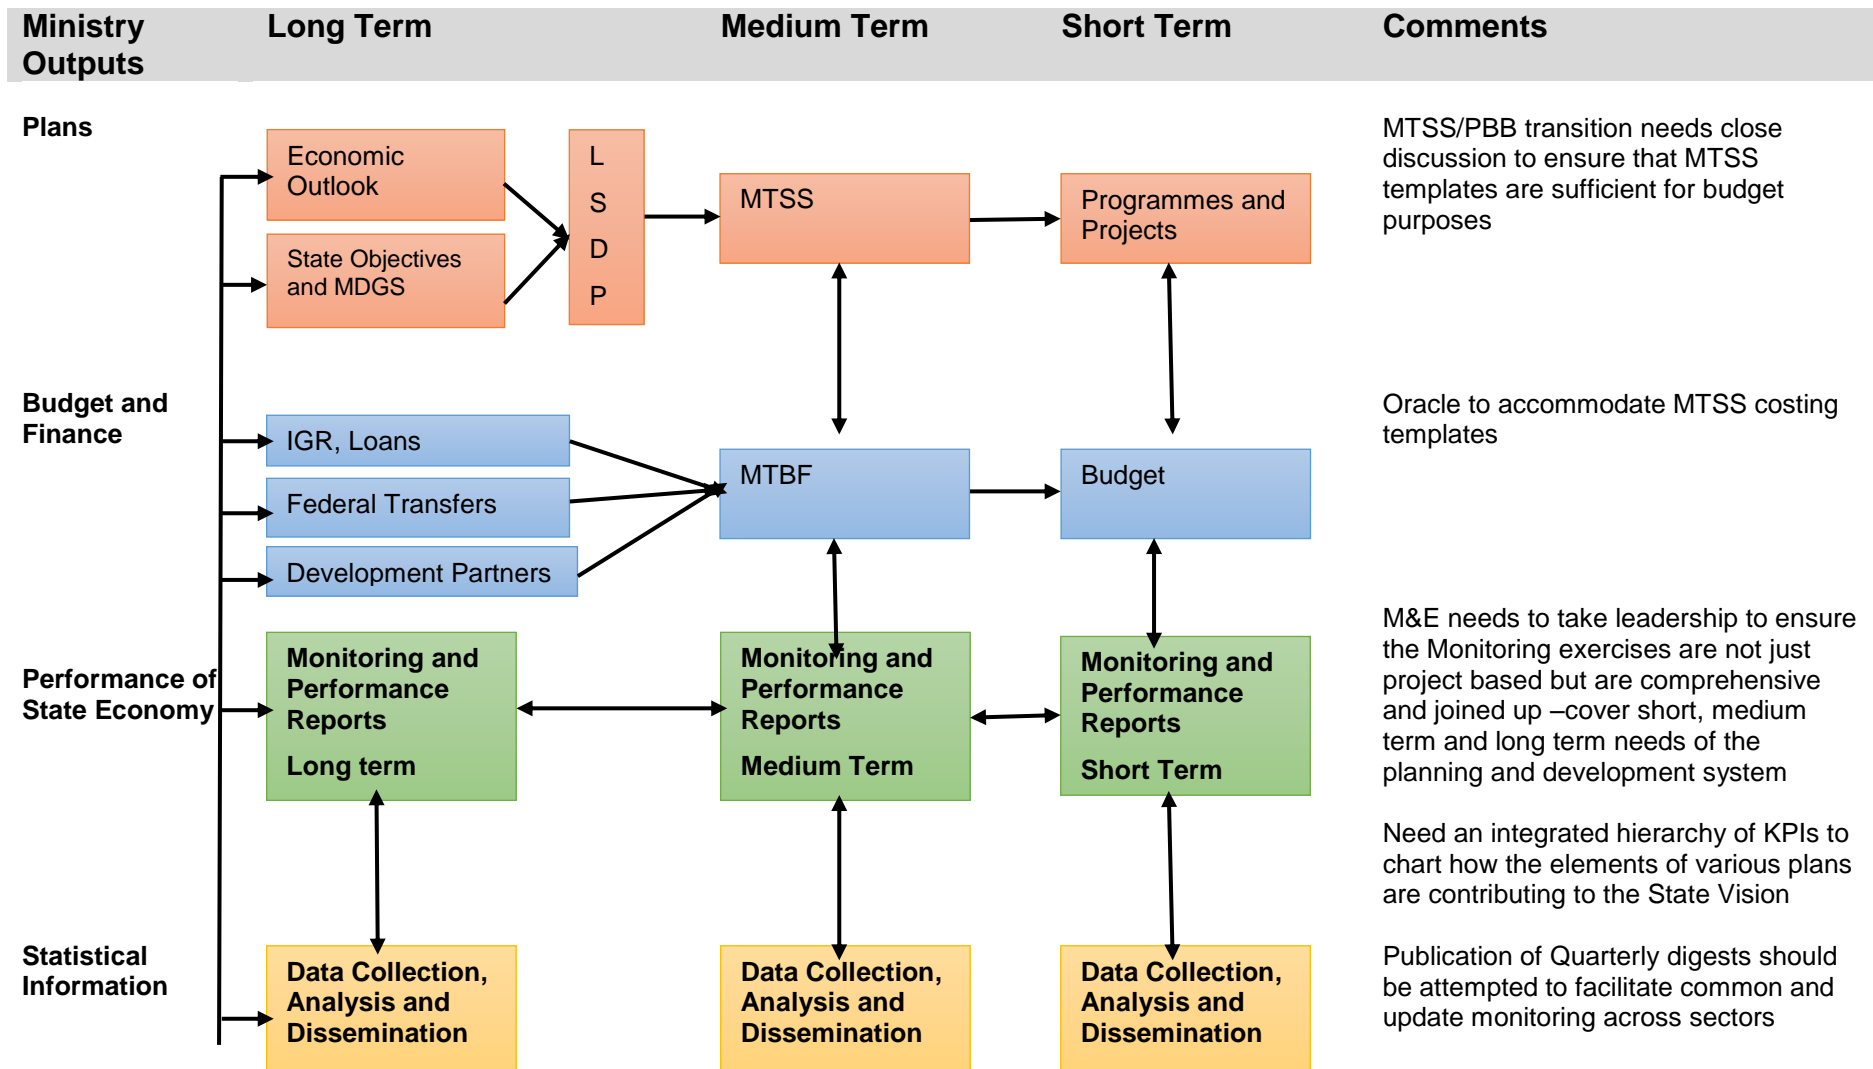 Ministry Outputs
Long Term
Medium Term
Short Term
Comments
Plans
Economic
Outlook
State Objectives
and MDGS
L
S
D
P
MTSS
Programmes and
Projects
MTSS/PBB transition needs close
discussion to ensure that MTSS
templates are sufficient for budget
purposes
Budget and
Finance
IGR, Loans
Federal Transfers
Development Partners
MTBF
Budget
Oracle to accommodate MTSS costing
templates
Performance of
State Economy
Monitoring and
Performance
Reports
Long term
Monitoring and
Performance
Reports
Medium Term
Monitoring and
Performance
Reports
Short Term
M&E needs to take leadership to ensure
the Monitoring exercises are not just
project based but are comprehensive
and joined up –cover short, medium
term and long term needs of the
planning and development system
Need an integrated hierarchy of KPIs to
chart how the elements of various plans
are contributing to the State Vision
Statistical
Information
Data Collection,
Analysis and
Dissemination
Data Collection,
Analysis and
Dissemination
Data Collection,
Analysis and
Dissemination
Publication of Quarterly digests should
be attempted to facilitate common and
update monitoring across sectors